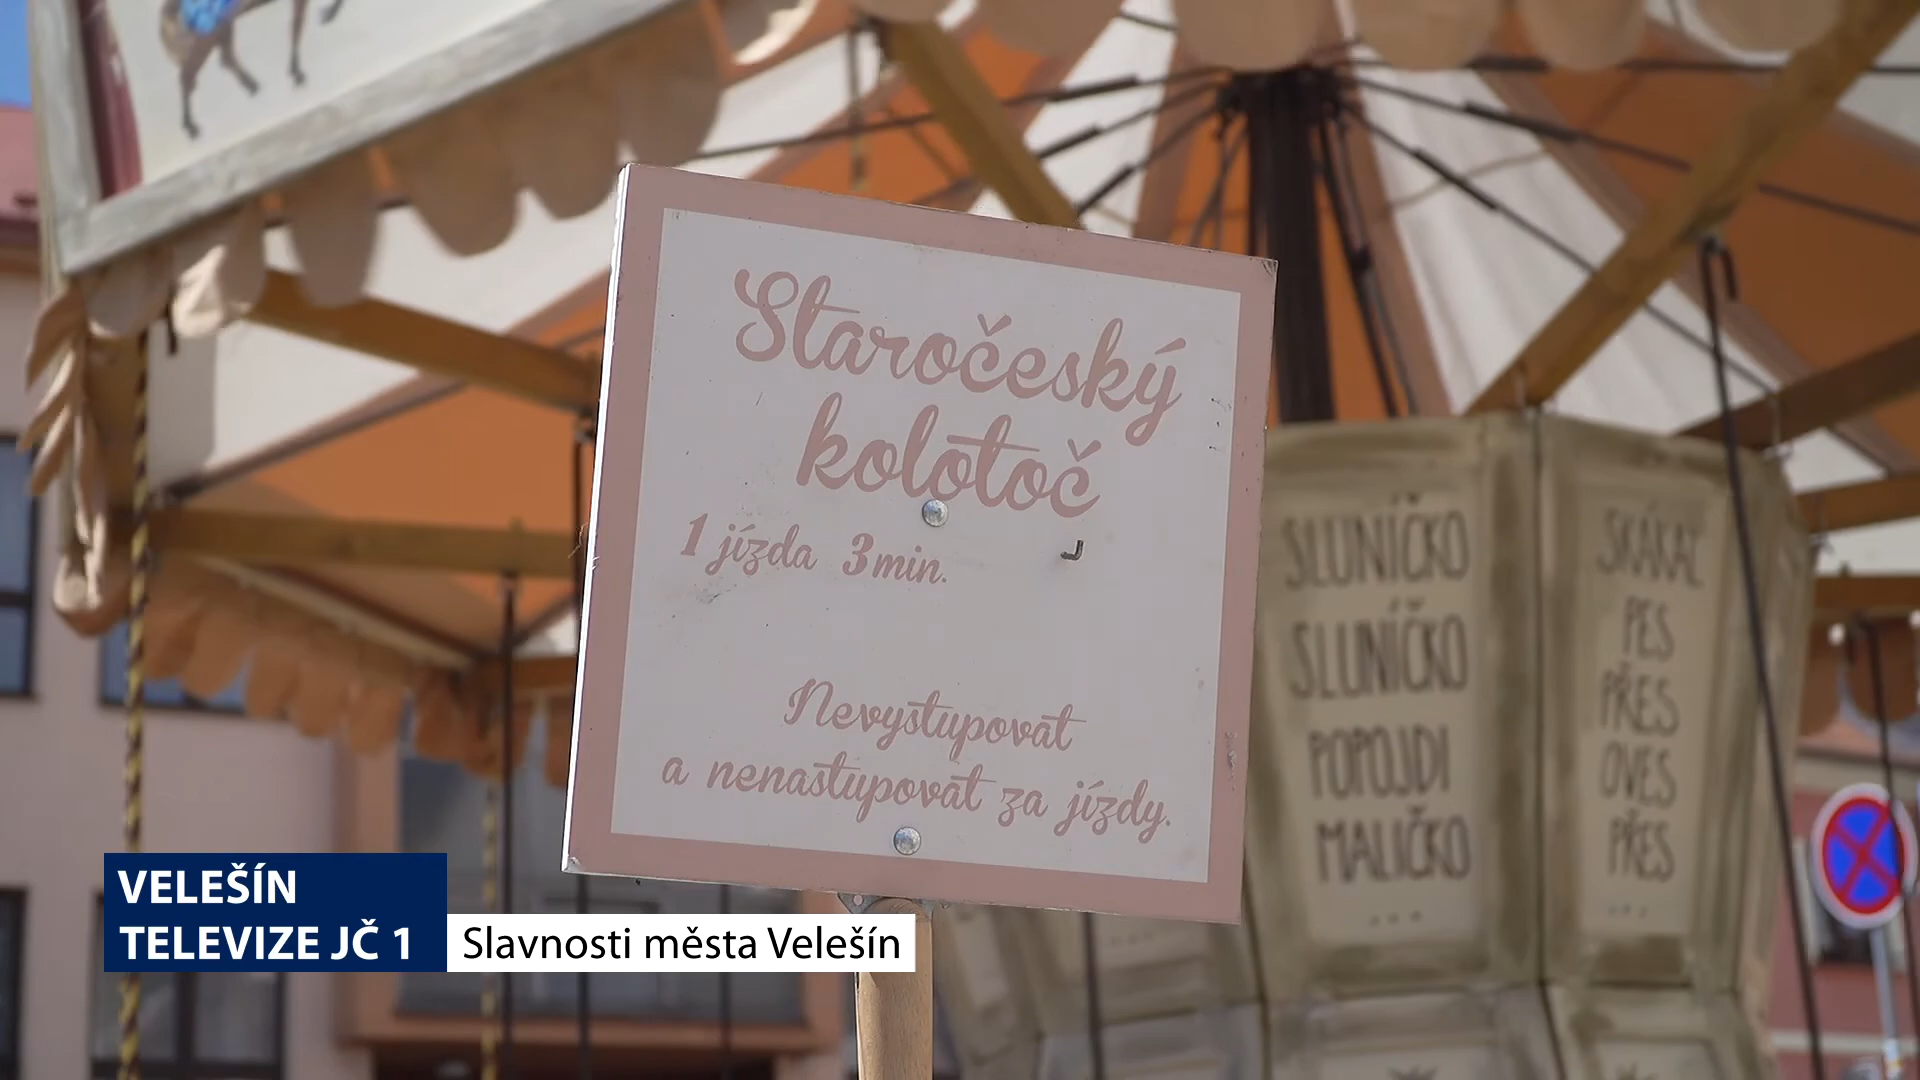 Staročeský
kolotoč
1 jízda 3 min.
Nevystupovat
a nenastupovat za jízdy.
SLUNÍČKO
SLUNÍČKO
POPOJDI
MALIČKO
...
SKÁKAL
PES
PŘES
OVES
PŘES
...
VELEŠÍN
TELEVIZE JČ 1
Slavnosti města Velešín